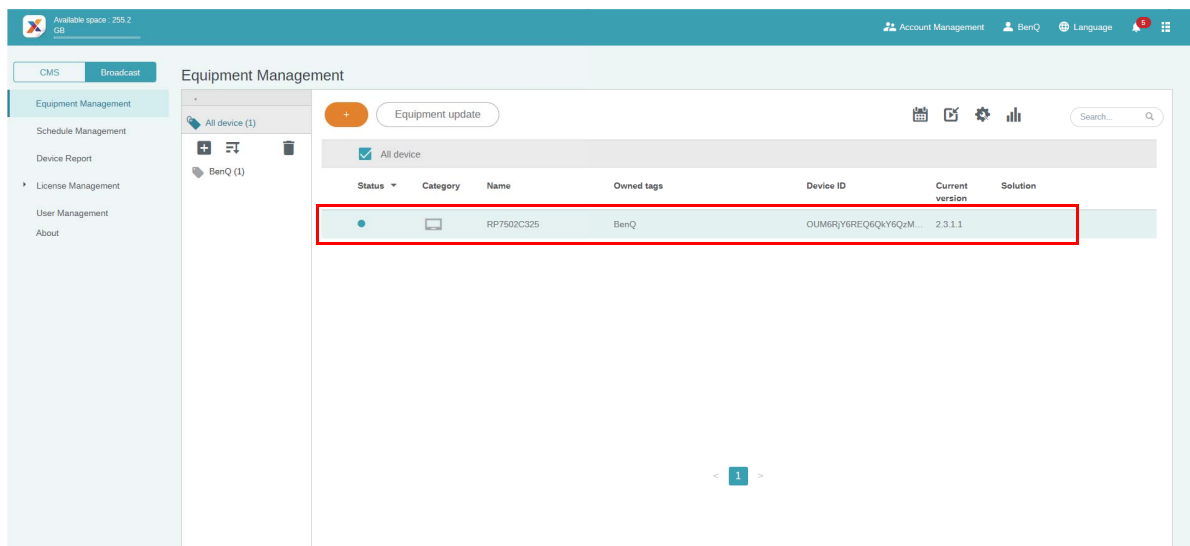 Available space : 255.2
GB
Account Management
BenQ
Language
5
CMS
Broadcast
Equipment Management
Schedule Management
Device Report
License Management
User Management
About
Equipment Management
All device (1)
BenQ (1)
+
Equipment update
Search...
All device
Status Category Name Owned tags Device ID Current version Solution
RP7502C325 BenQ OUM6RjY6REQ6QkY6QzM... 2.3.1.1
< 1 >